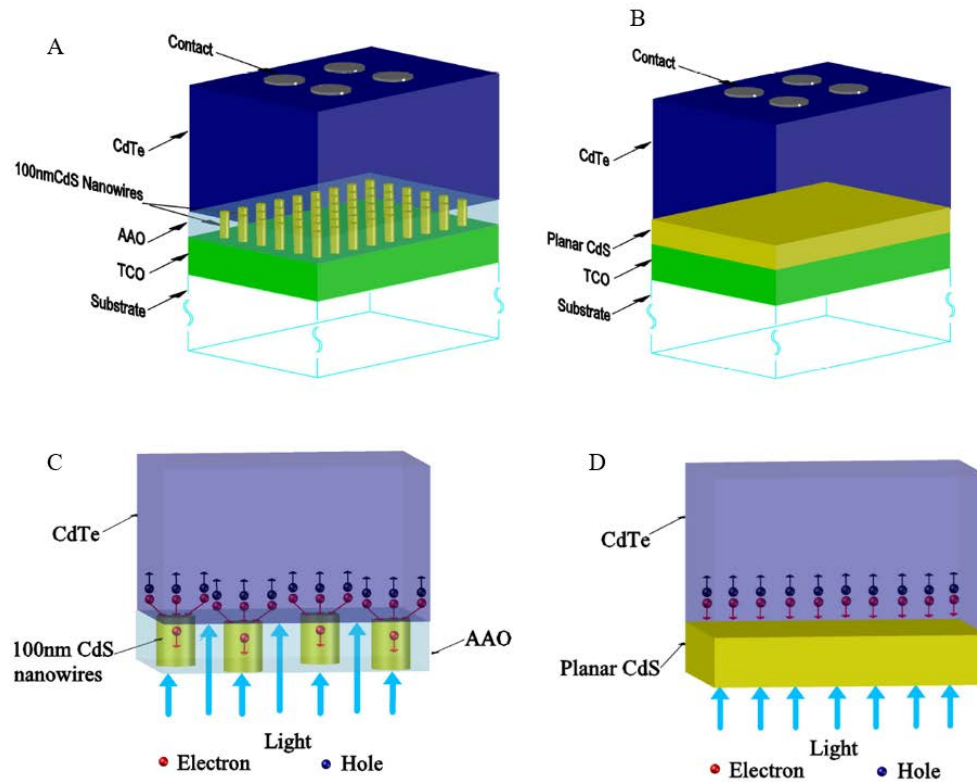 A
Contact
CdTe
100nmCdS Nanowires
AAO
TCO
Substrate
B
Contact
CdTe
Planar CdS
TCO
Substrate
C
CdTe
100nm CdS
nanowires
AAO
Light
Electron
Hole
D
CdTe
Planar CdS
Light
Electron
Hole